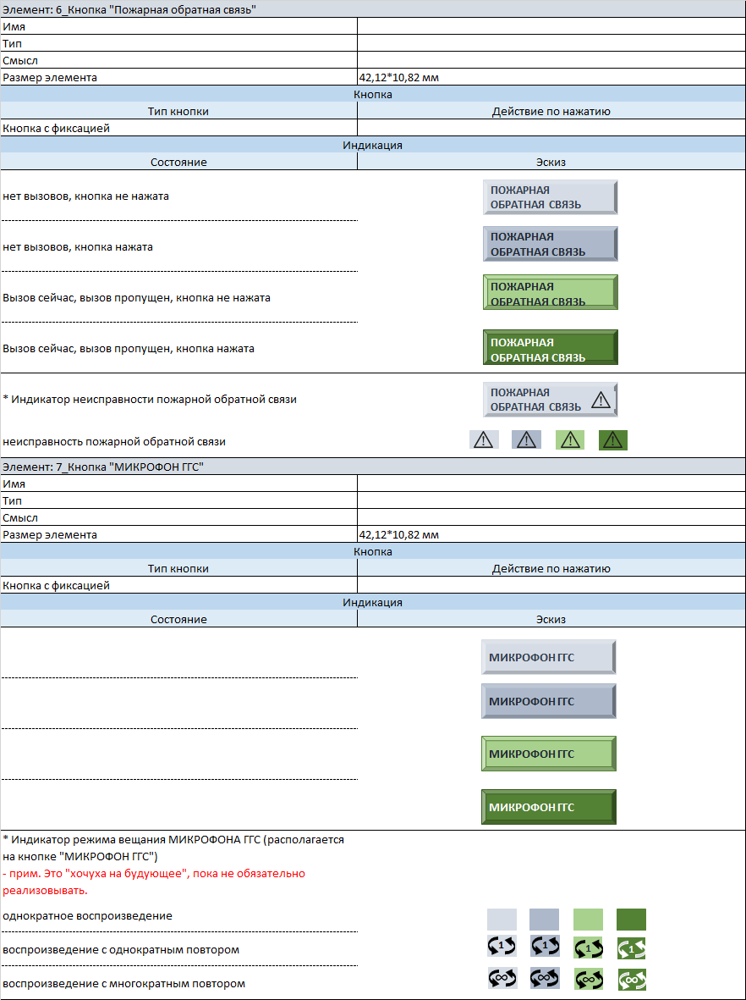 Элемент: 6_Кнопка "Пожарная обратная связь"
Имя
Тип
Смысл
Размер элемента 42,12*10,82 мм
Кнопка
Тип кнопки Действие по нажатию
Кнопка с фиксацией
Индикация
Состояние Эскиз
нет вызовов, кнопка не нажата
ПОЖАРНАЯ
ОБРАТНАЯ СВЯЗЬ
нет вызовов, кнопка нажата
ПОЖАРНАЯ
ОБРАТНАЯ СВЯЗЬ
Вызов сейчас, вызов пропущен, кнопка не нажата
ПОЖАРНАЯ
ОБРАТНАЯ СВЯЗЬ
Вызов сейчас, вызов пропущен, кнопка нажата
ПОЖАРНАЯ
ОБРАТНАЯ СВЯЗЬ
* Индикатор неисправности пожарной обратной связи
ПОЖАРНАЯ
ОБРАТНАЯ СВЯЗЬ
неисправность пожарной обратной связи
Элемент: 7_Кнопка "МИКРОФОН ГГС"
Имя
Тип
Смысл
Размер элемента 42,12*10,82 мм
Кнопка
Тип кнопки Действие по нажатию
Кнопка с фиксацией
Индикация
Состояние Эскиз
МИКРОФОН ГГС
МИКРОФОН ГГС
МИКРОФОН ГГС
МИКРОФОН ГГС
* Индикатор режима вещания МИКРОФОНА ГГС (располагается
на кнопке "МИКРОФОН ГГС")
- прим. Это "хочуха на будующее", пока не обязательно
реализовывать.
однократное воспроизведение
воспроизведение с однократным повтором 1 1 1 1
воспроизведение с многократным повтором ∞ ∞ ∞ ∞